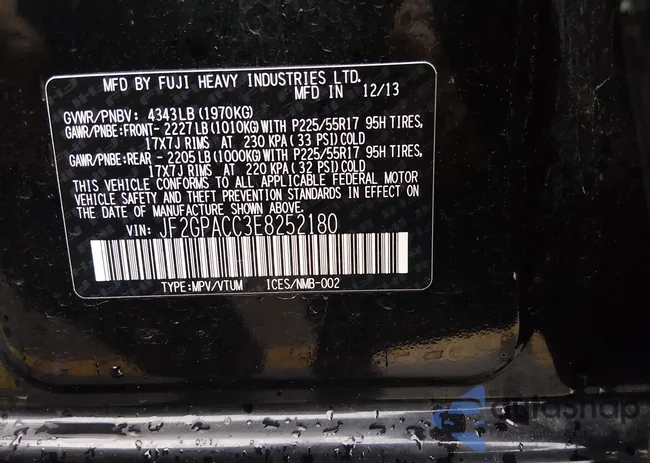 MFD BY FUJI HEAVY INDUSTRIES LTD.
MFD IN 12/13
GVWR/PNBV: 4343LB(1970KG)
GAWR/PNBE:FRONT- 2227LB(1010KG)WITH P225/55R17 95H TIRES,
17X7J RIMS AT 230 KPA(33 PSI)COLD
GAWR/PNBE:REAR - 2205LB(1000KG)WITH P225/55R17 95H TIRES,
17X7J RIMS AT 220 KPA(32 PSI)COLD
THIS VEHICLE CONFORMS TO ALL APPLICABLE FEDERAL MOTOR
VEHICLE SAFETY AND THEFT PREVENTION STANDARDS IN EFFECT ON
THE DATE OF MANUFACTURE SHOWN ABOVE.
VIN: JF2GPACC3E8252180
TYPE:MPV/VTUM ICES/NMB-002
autosnap